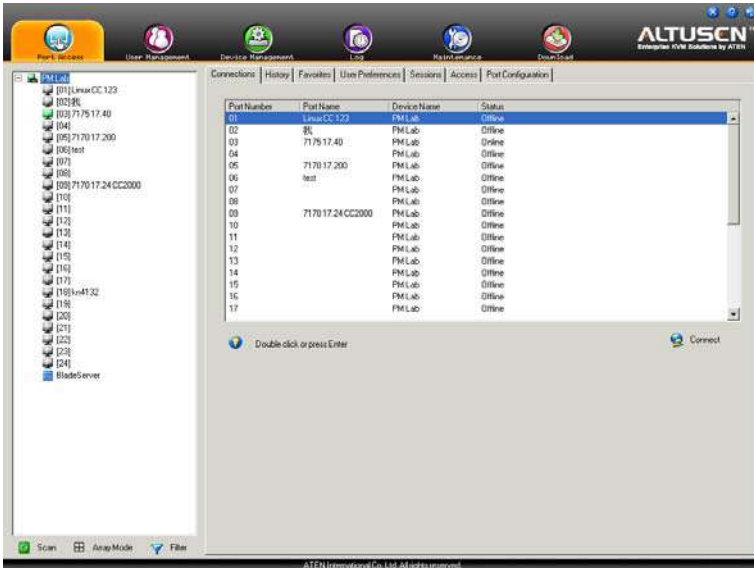 ALTUSCN
Enterprise KVM Solutions by ATEN
Port Access
User Management
Device Management
Log
Maintenance
Download
PM Lab
[01]Linux CC 123
[02]我
[03]7175 17.40
[04]
[05]7170 17.200
[06]test
[07]
[08]
[09]7170 17.24 CC2000
[10]
[11]
[12]
[13]
[14]
[15]
[16]
[17]
[18]kn4132
[19]
[20]
[21]
[22]
[23]
[24]
BladeServer
Scan
Array Mode
Filter
Connections
History
Favorites
User Preferences
Sessions
Access
Port Configuration
Port Number Port Name Device Name Status
01 Linux CC 123 PM Lab Offline
02 我 PM Lab Offline
03 7175 17.40 PM Lab Online
04 PM Lab Offline
05 7170 17.200 PM Lab Offline
06 test PM Lab Offline
07 PM Lab Offline
08 PM Lab Offline
09 7170 17.24 CC2000 PM Lab Offline
10 PM Lab Offline
11 PM Lab Offline
12 PM Lab Offline
13 PM Lab Offline
14 PM Lab Offline
15 PM Lab Offline
16 PM Lab Offline
17 PM Lab Offline
Double click or press Enter
Connect
ATEN International Co. Ltd. All rights reserved.